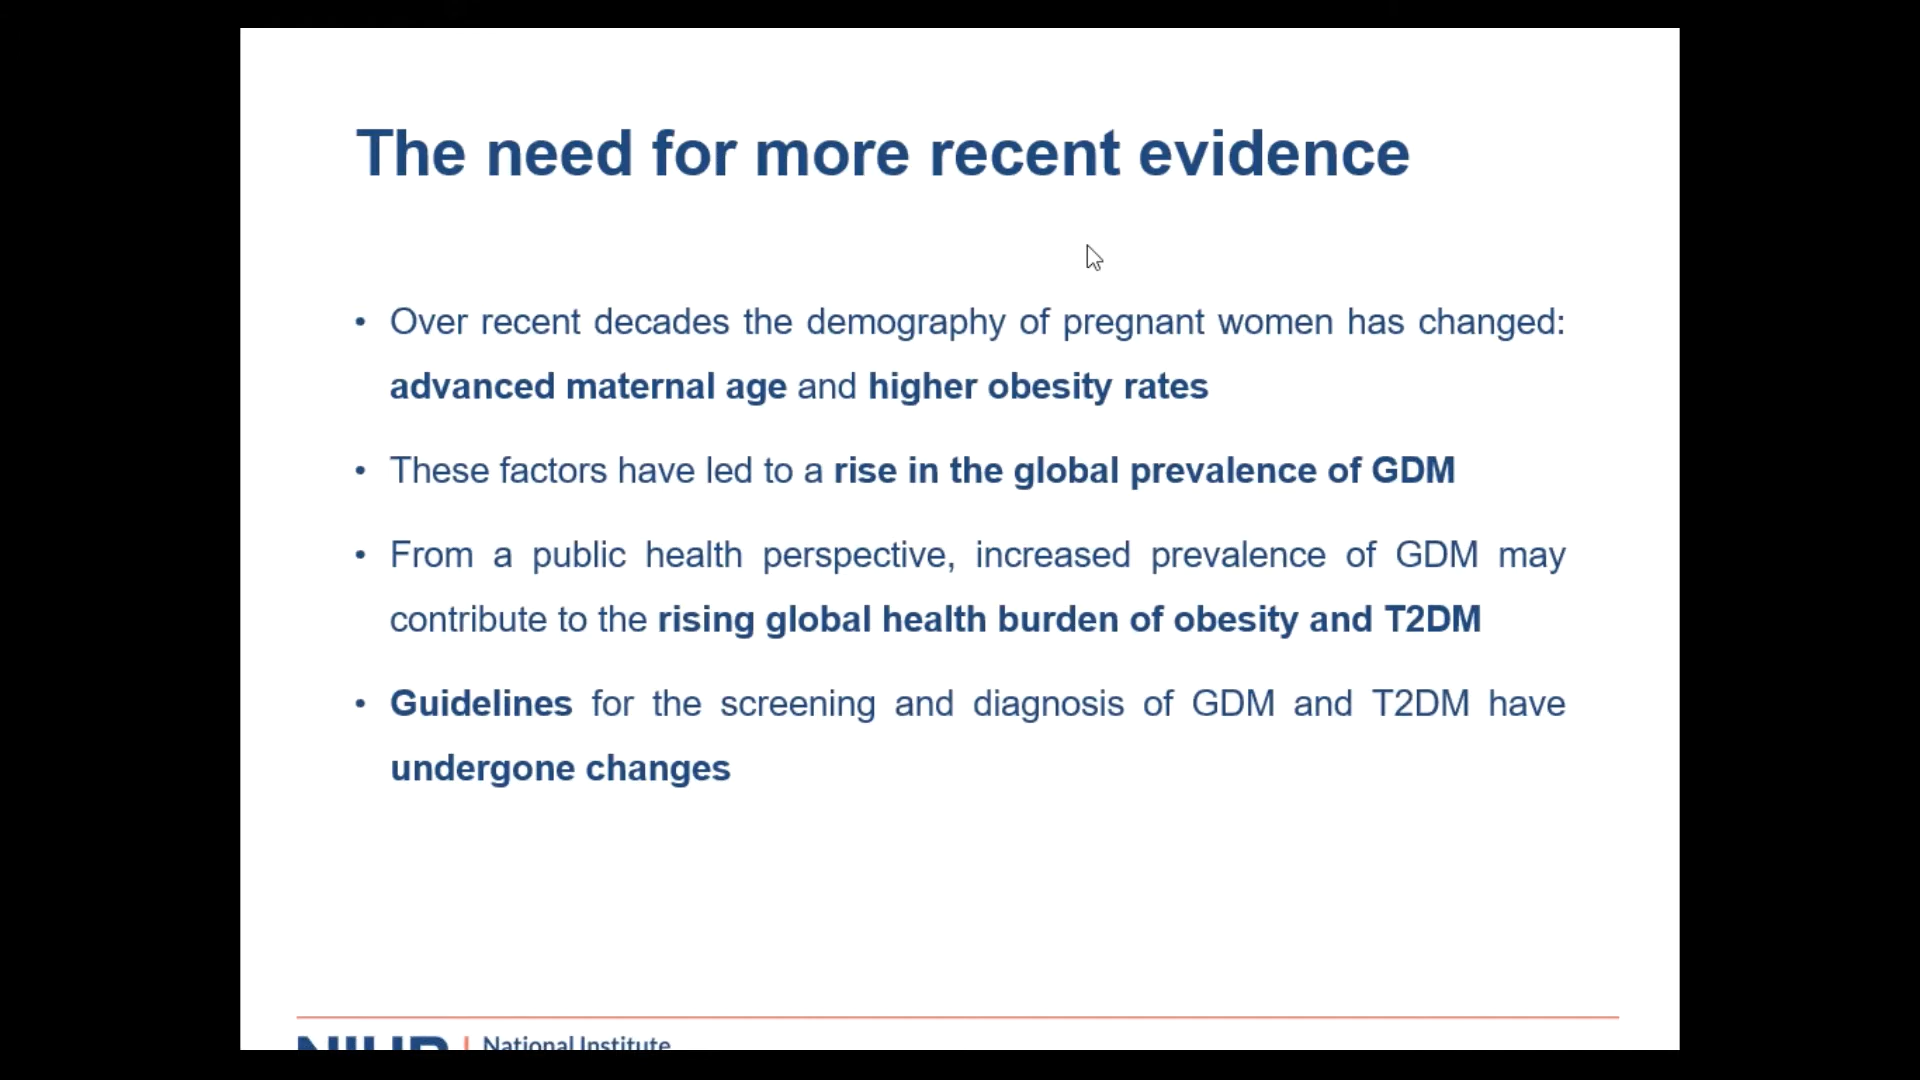 The need for more recent evidence
• Over recent decades the demography of pregnant women has changed:
advanced maternal age and higher obesity rates
• These factors have led to a rise in the global prevalence of GDM
• From a public health perspective, increased prevalence of GDM may
contribute to the rising global health burden of obesity and T2DM
• Guidelines for the screening and diagnosis of GDM and T2DM have
undergone changes
NIHR | National Institute